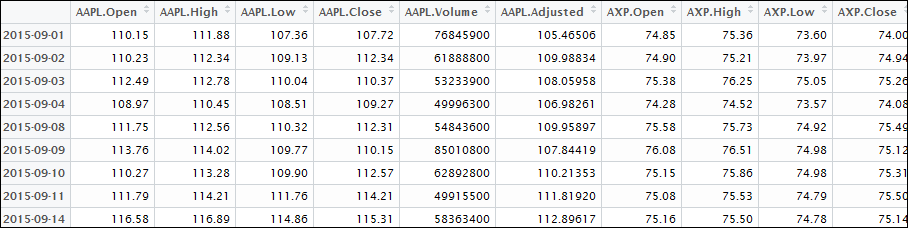 AAPL.Open AAPL.High AAPL.Low AAPL.Close AAPL.Volume AAPL.Adjusted AXP.Open AXP.High AXP.Low AXP.Close
2015-09-01 110.15 111.88 107.36 107.72 76845900 105.46506 74.85 75.36 73.60 74.00
2015-09-02 110.23 112.34 109.13 112.34 61888800 109.98834 74.90 75.21 73.97 74.94
2015-09-03 112.49 112.78 110.04 110.37 53233900 108.05958 75.38 76.25 75.05 75.26
2015-09-04 108.97 110.45 108.51 109.27 49996300 106.98261 74.28 74.52 73.57 74.08
2015-09-08 111.75 112.56 110.32 112.31 54843600 109.95897 75.58 75.73 74.92 75.49
2015-09-09 113.76 114.02 109.77 110.15 85010800 107.84419 76.08 76.51 74.98 75.12
2015-09-10 110.27 113.28 109.90 112.57 62892800 110.21353 75.15 75.86 74.98 75.31
2015-09-11 111.79 114.21 111.76 114.21 49915500 111.81920 75.08 75.53 74.79 75.50
2015-09-14 116.58 116.89 114.86 115.31 58363400 112.89617 75.16 75.50 74.78 75.14